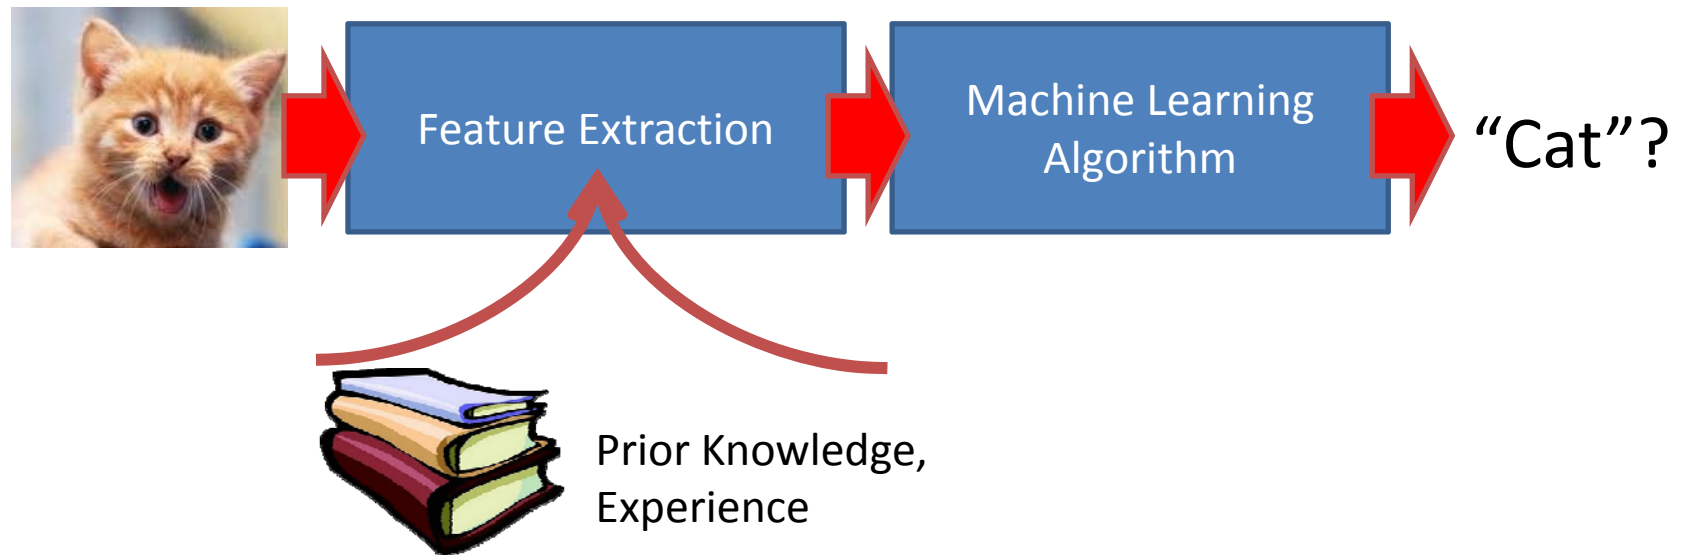 Feature Extraction
Machine Learning
Algorithm
“Cat”?
Prior Knowledge,
Experience